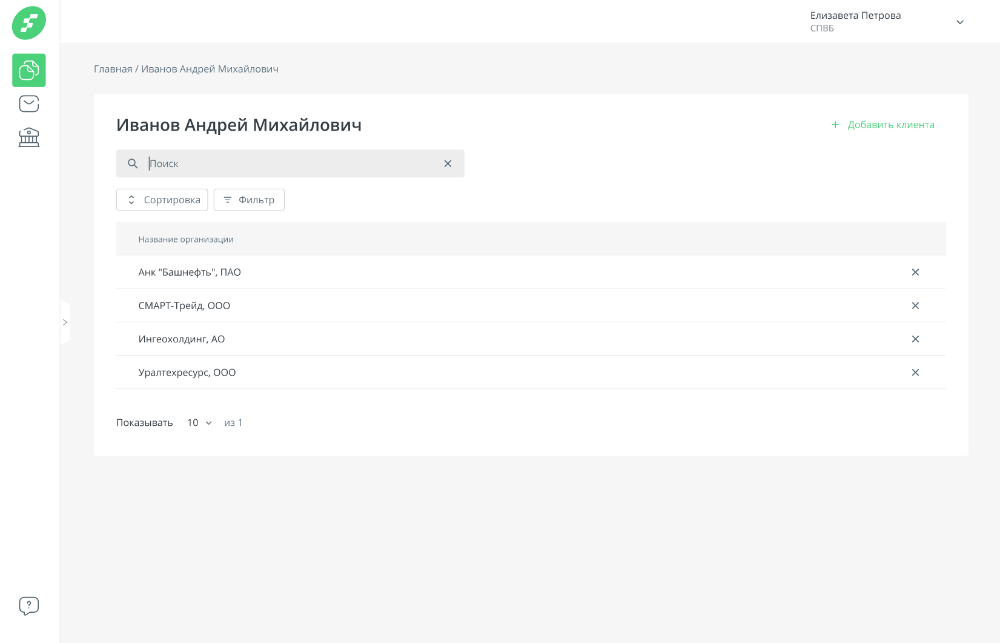 Елизавета Петрова
СПВБ
Главная / Иванов Андрей Михайлович
Иванов Андрей Михайлович
Добавить клиента
Поиск
Сортировка
Фильтр
Название организации
Анк "Башнефть", ПАО
СМАРТ-Трейд, ООО
Ингеохолдинг, АО
Уралтехресурс, ООО
Показывать 10 из 1
?